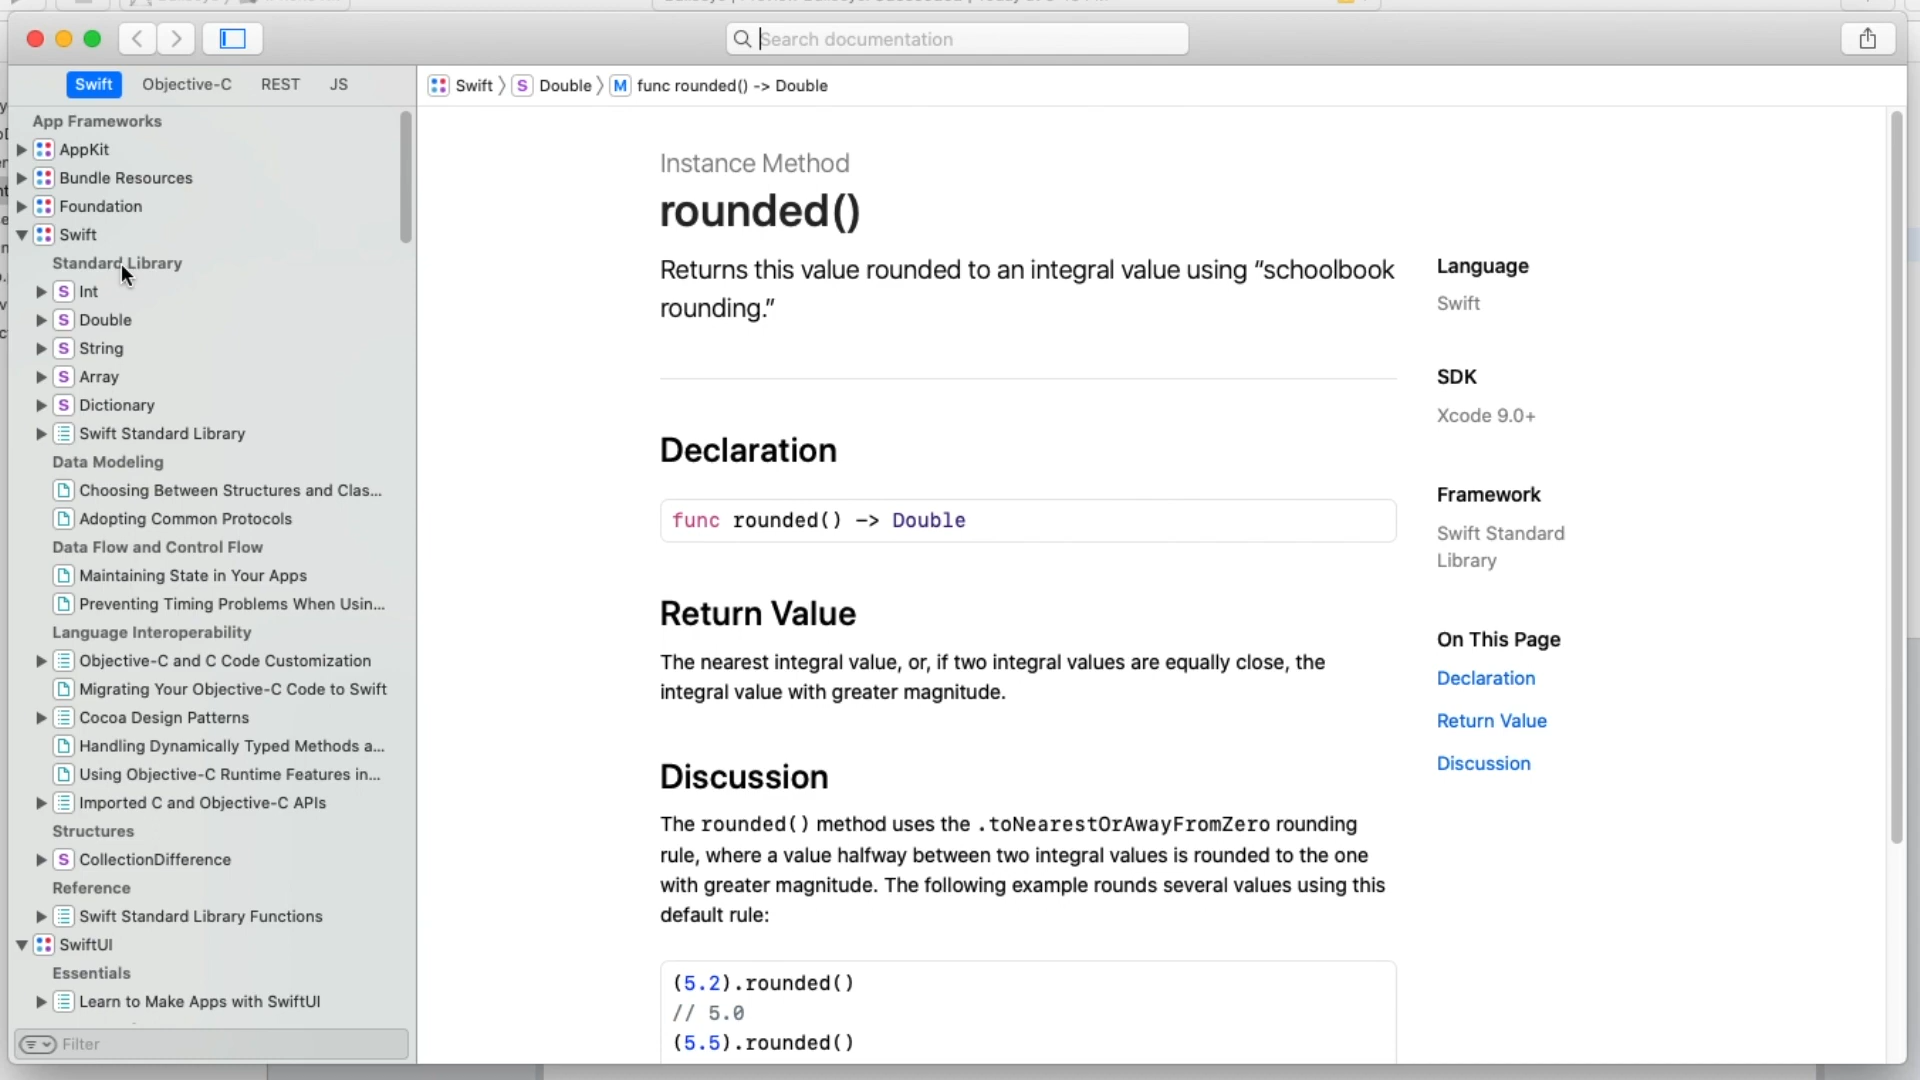 Search documentation
Swift Objective-C REST JS
Swift 〉 S Double 〉 M func rounded() -> Double
App Frameworks
AppKit
Bundle Resources
Foundation
Swift
Standard Library
S Int
S Double
S String
S Array
S Dictionary
Swift Standard Library
Data Modeling
Choosing Between Structures and Clas...
Adopting Common Protocols
Data Flow and Control Flow
Maintaining State in Your Apps
Preventing Timing Problems When Usin...
Language Interoperability
Objective-C and C Code Customization
Migrating Your Objective-C Code to Swift
Cocoa Design Patterns
Handling Dynamically Typed Methods a...
Using Objective-C Runtime Features in...
Imported C and Objective-C APIs
Structures
S CollectionDifference
Reference
Swift Standard Library Functions
SwiftUI
Essentials
Learn to Make Apps with SwiftUI
Filter
Instance Method
rounded()
Returns this value rounded to an integral value using “schoolbook
rounding.”
Declaration
func rounded() -> Double
Return Value
The nearest integral value, or, if two integral values are equally close, the
integral value with greater magnitude.
Discussion
The rounded() method uses the .toNearestOrAwayFromZero rounding
rule, where a value halfway between two integral values is rounded to the one
with greater magnitude. The following example rounds several values using this
default rule:
(5.2).rounded()
// 5.0
(5.5).rounded()
Language
Swift
SDK
Xcode 9.0+
Framework
Swift Standard
Library
On This Page
Declaration
Return Value
Discussion